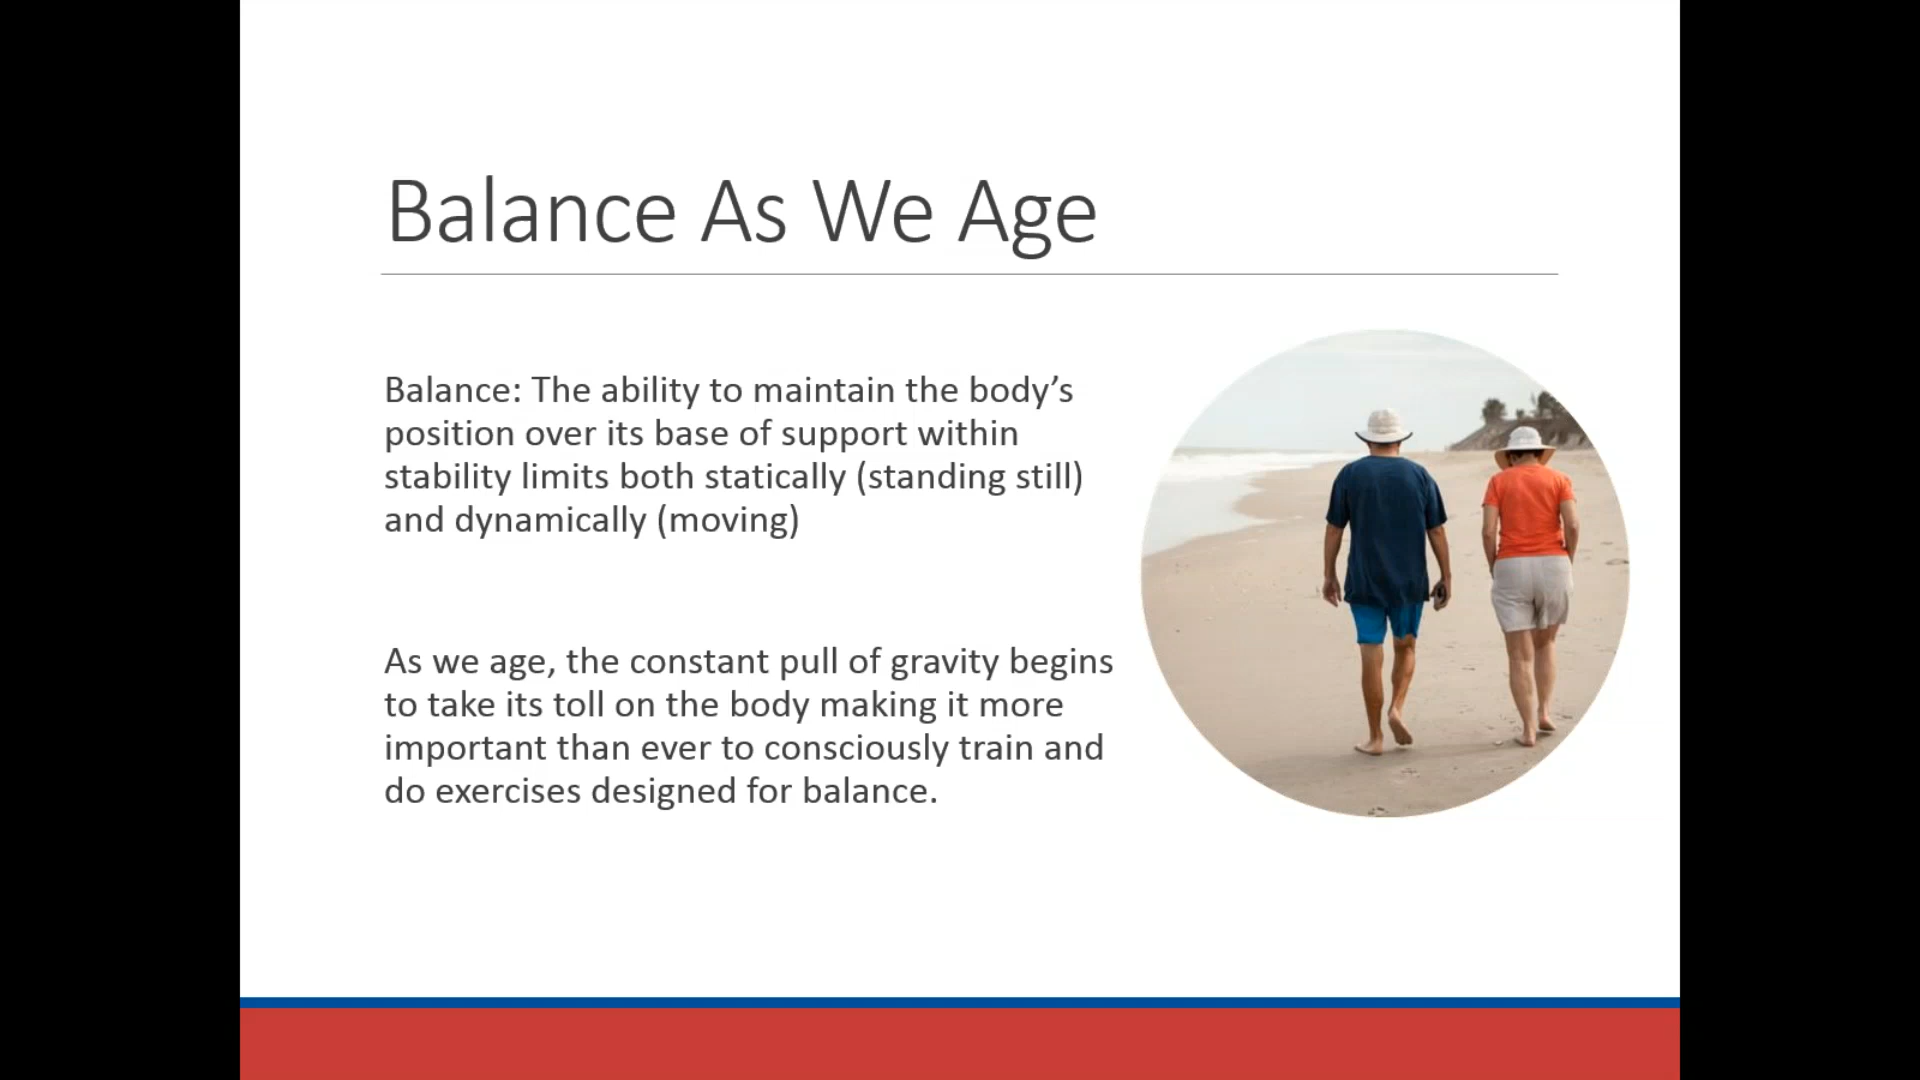 Balance As We Age
Balance: The ability to maintain the body’s
position over its base of support within
stability limits both statically (standing still)
and dynamically (moving)
As we age, the constant pull of gravity begins
to take its toll on the body making it more
important than ever to consciously train and
do exercises designed for balance.